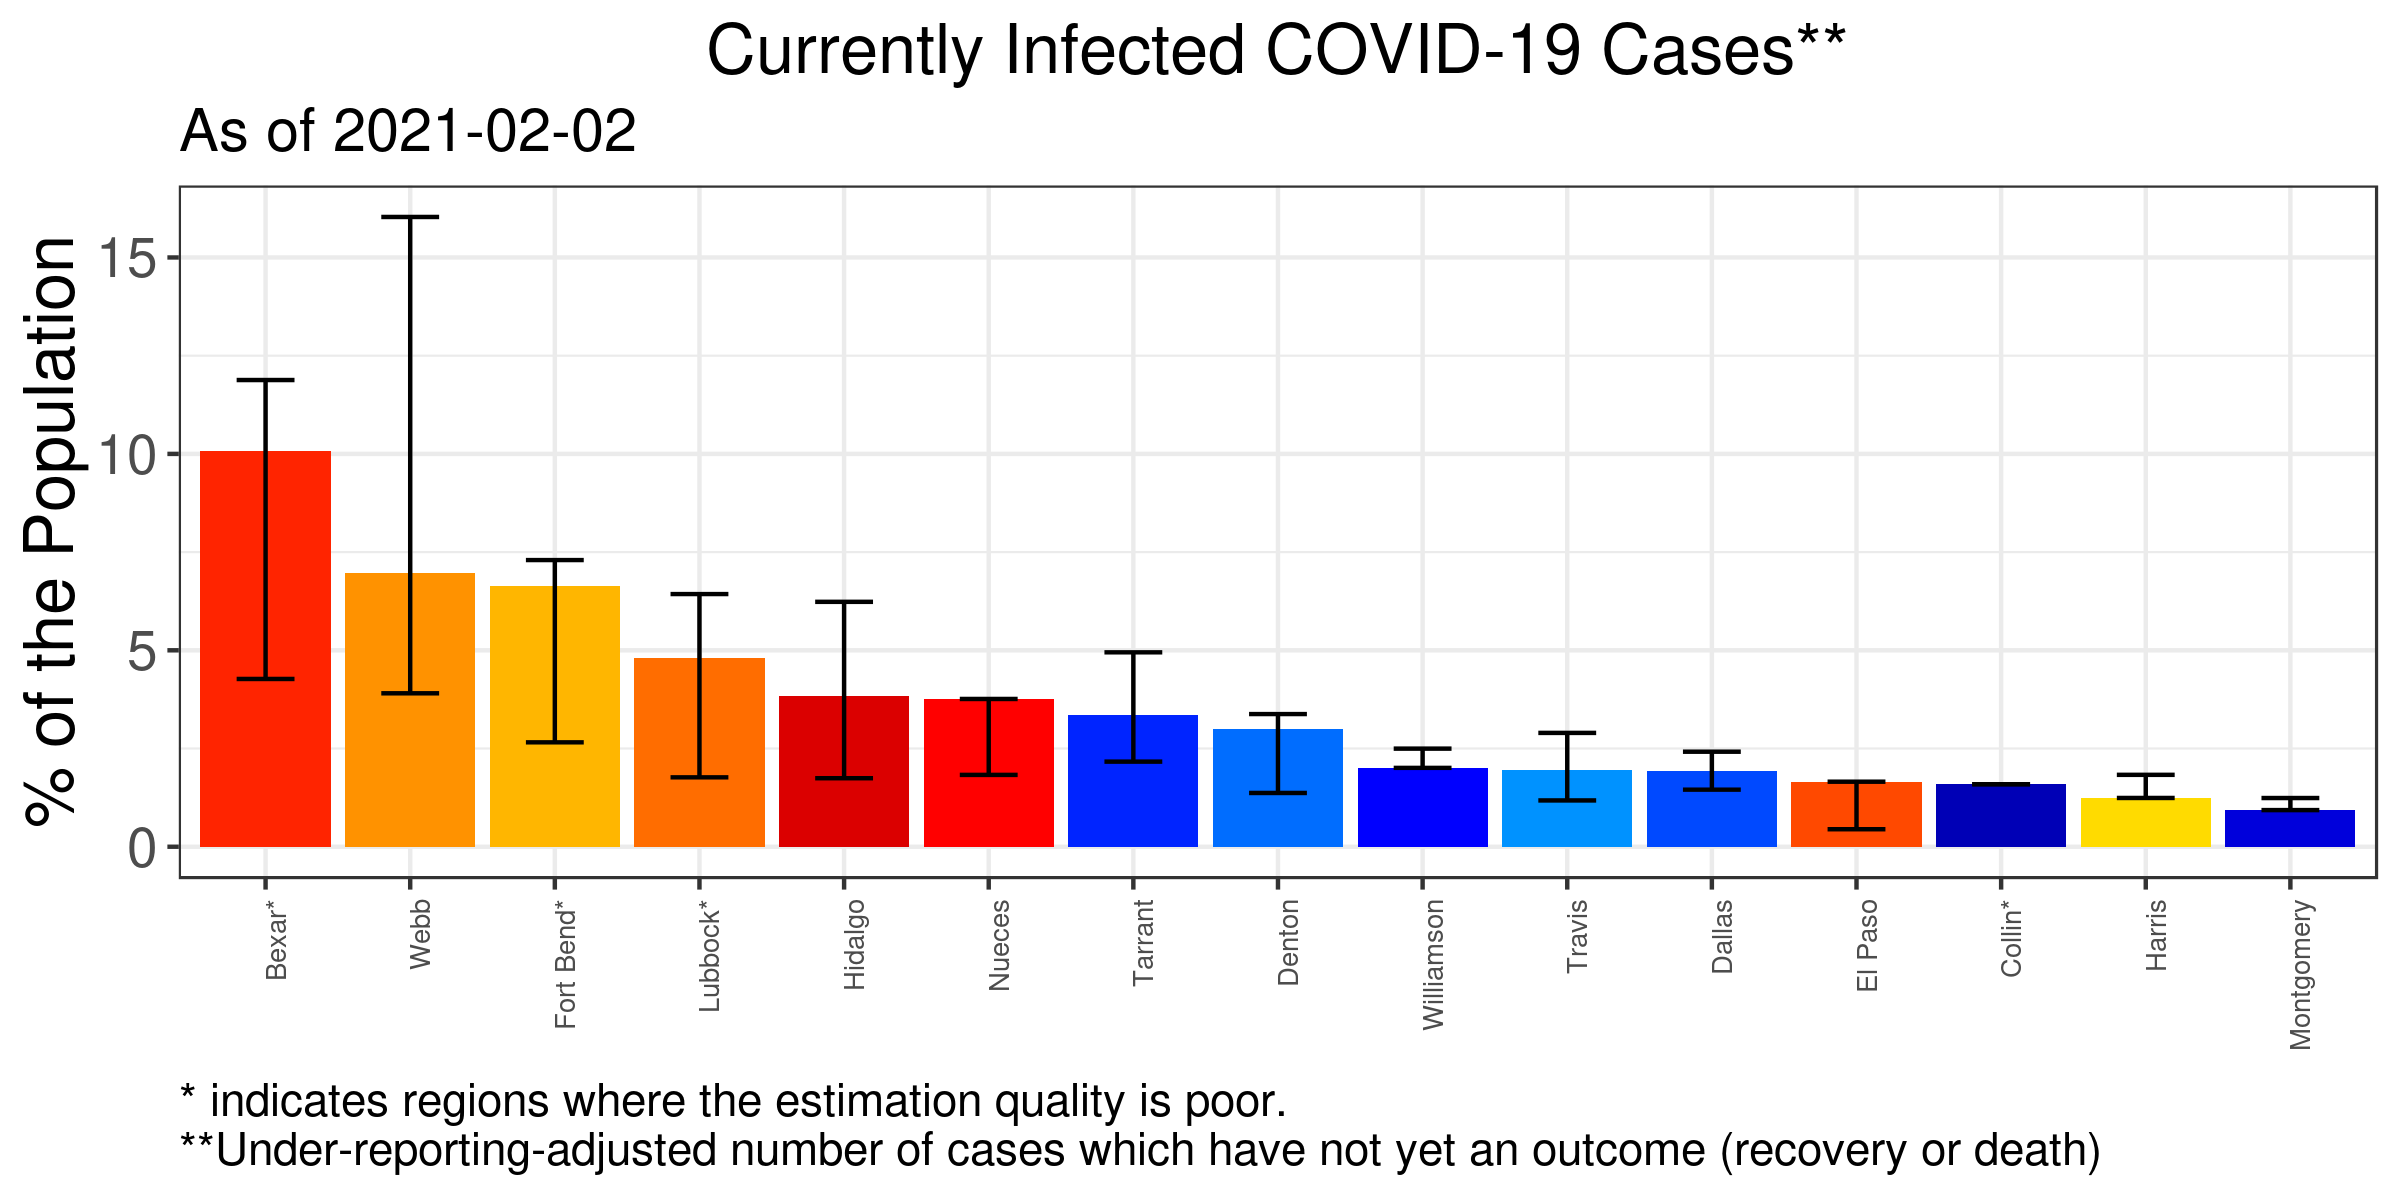 Currently Infected COVID-19 Cases**
As of 2021-02-02
% of the Population
15
10
5
0
Bexar*
Webb
Fort Bend*
Lubbock*
Hidalgo
Nueces
Tarrant
Denton
Williamson
Travis
Dallas
El Paso
Collin*
Harris
Montgomery
* indicates regions where the estimation quality is poor.
**Under-reporting-adjusted number of cases which have not yet an outcome (recovery or death)